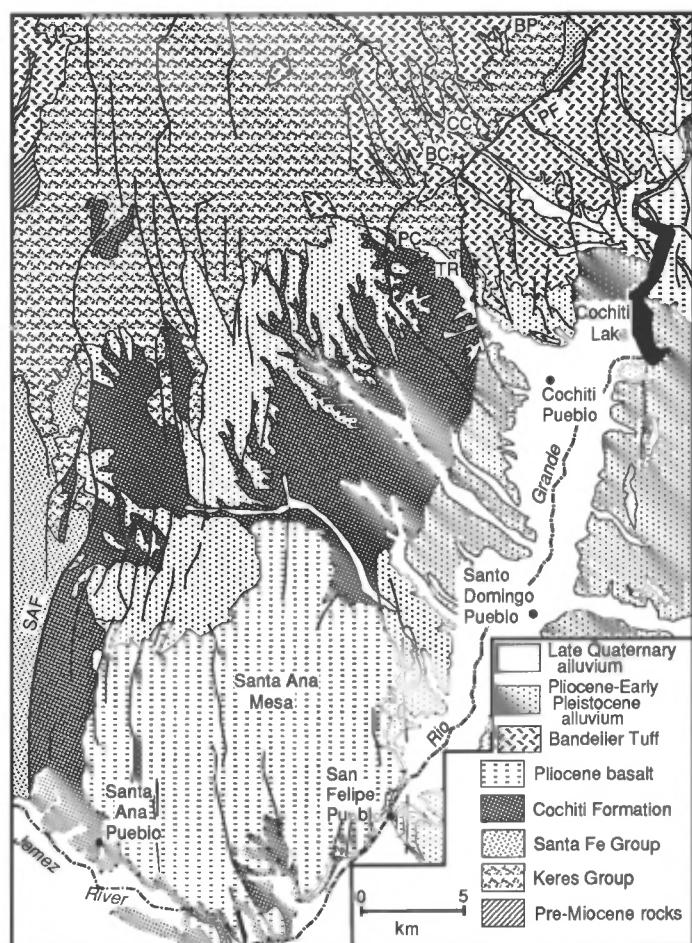 BP
CC
PF
BC
PC
TR
Cochiti
Lak
Cochiti
Pueblo
Grande
Santo
Domingo
Pueblo
SAF
Santa Ana
Mesa
Rio
San
Felipe
Santa
Ana
Pueblo
Jemez
River
Late Quaternary
alluvium
Pliocene-Early
Pleistocene
alluvium
Bandelier Tuff
Pliocene basalt
Cochiti Formation
Santa Fe Group
Keres Group
Pre-Miocene rocks
0 5
km